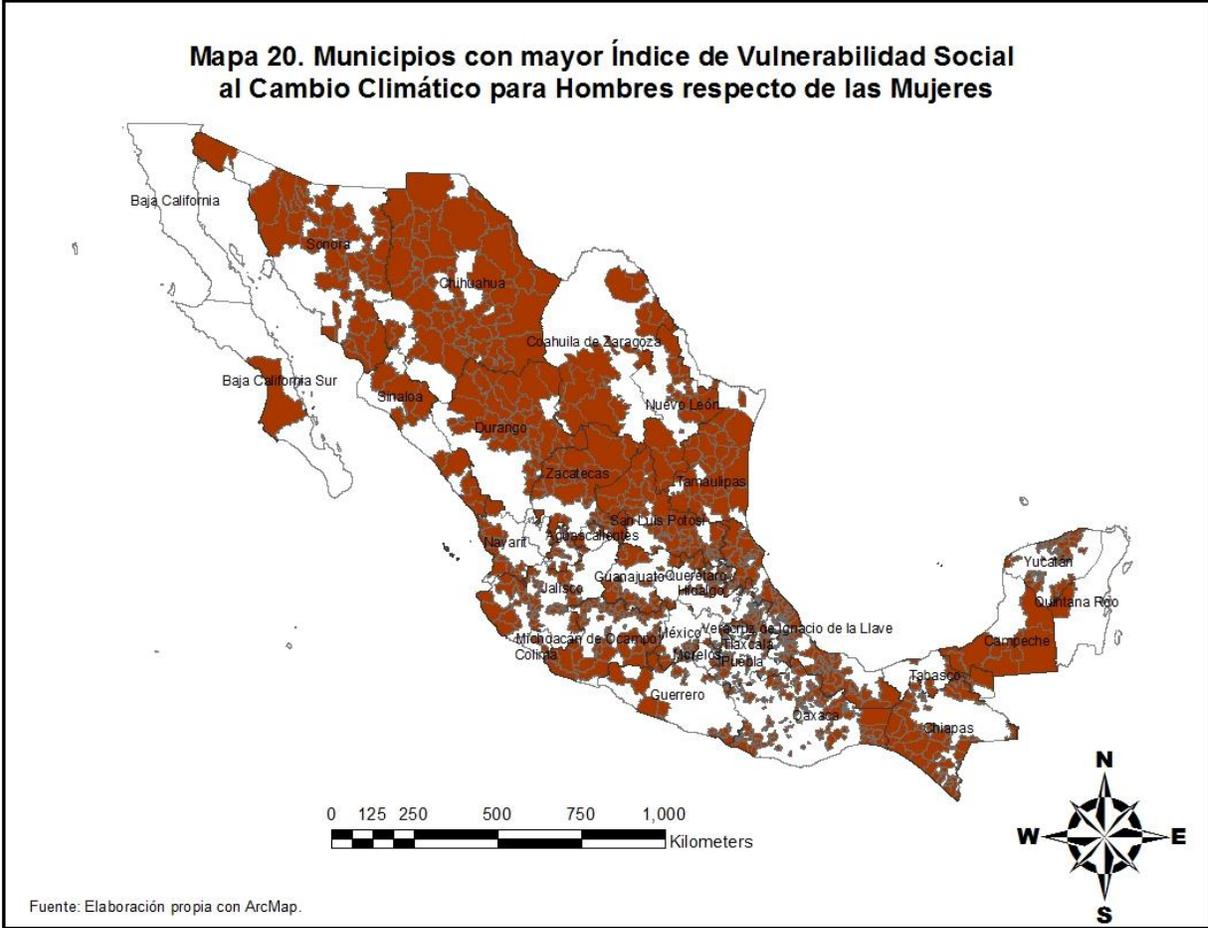 Mapa 20. Municipios con mayor Índice de Vulnerabilidad Social
al Cambio Climático para Hombres respecto de las Mujeres
Baja California
Sonora
Chihuahua
Coahuila de Zaragoza
Baja California Sur
Sinaloa
Nuevo León
Durango
Zacatecas
Tamaulipas
San Luis Potosí
Nayarit
Aguascalientes
Yucatán
Guanajuato
Querétaro
Jalisco
Hidalgo
Quintana Roo
Veracruz de Ignacio de la Llave
México
Michoacán de Ocampo
Tlaxcala
Campeche
Colima
Morelos
Puebla
Tabasco
Guerrero
Oaxaca
Chiapas
N
W
E
S
0 125 250 500 750 1,000
Kilometers
Fuente: Elaboración propia con ArcMap.